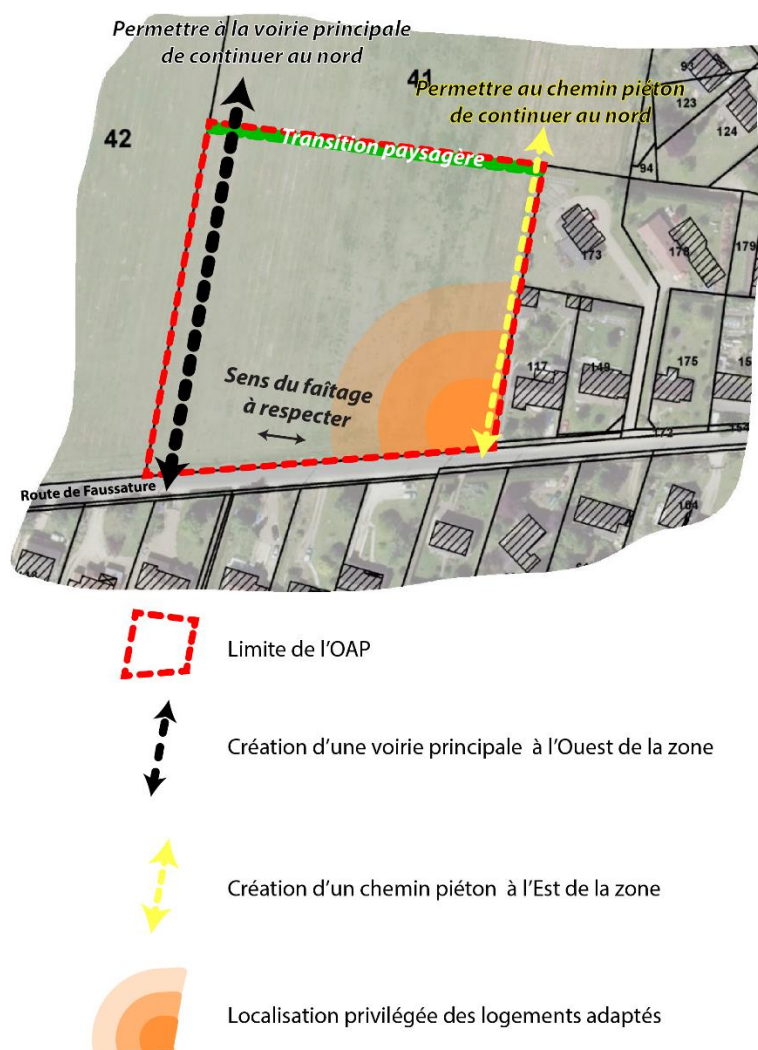 Permettre à la voirie principale
de continuer au nord
41
Permettre au chemin piéton
de continuer au nord
42
93
123
124
Transition paysagère
94
173
178
179
117
149
175
Sens du faîtage
à respecter
172
Route de Faussature
Limite de l'OAP
Création d'une voirie principale à l'Ouest de la zone
Création d'un chemin piéton à l'Est de la zone
Localisation privilégiée des logements adaptés